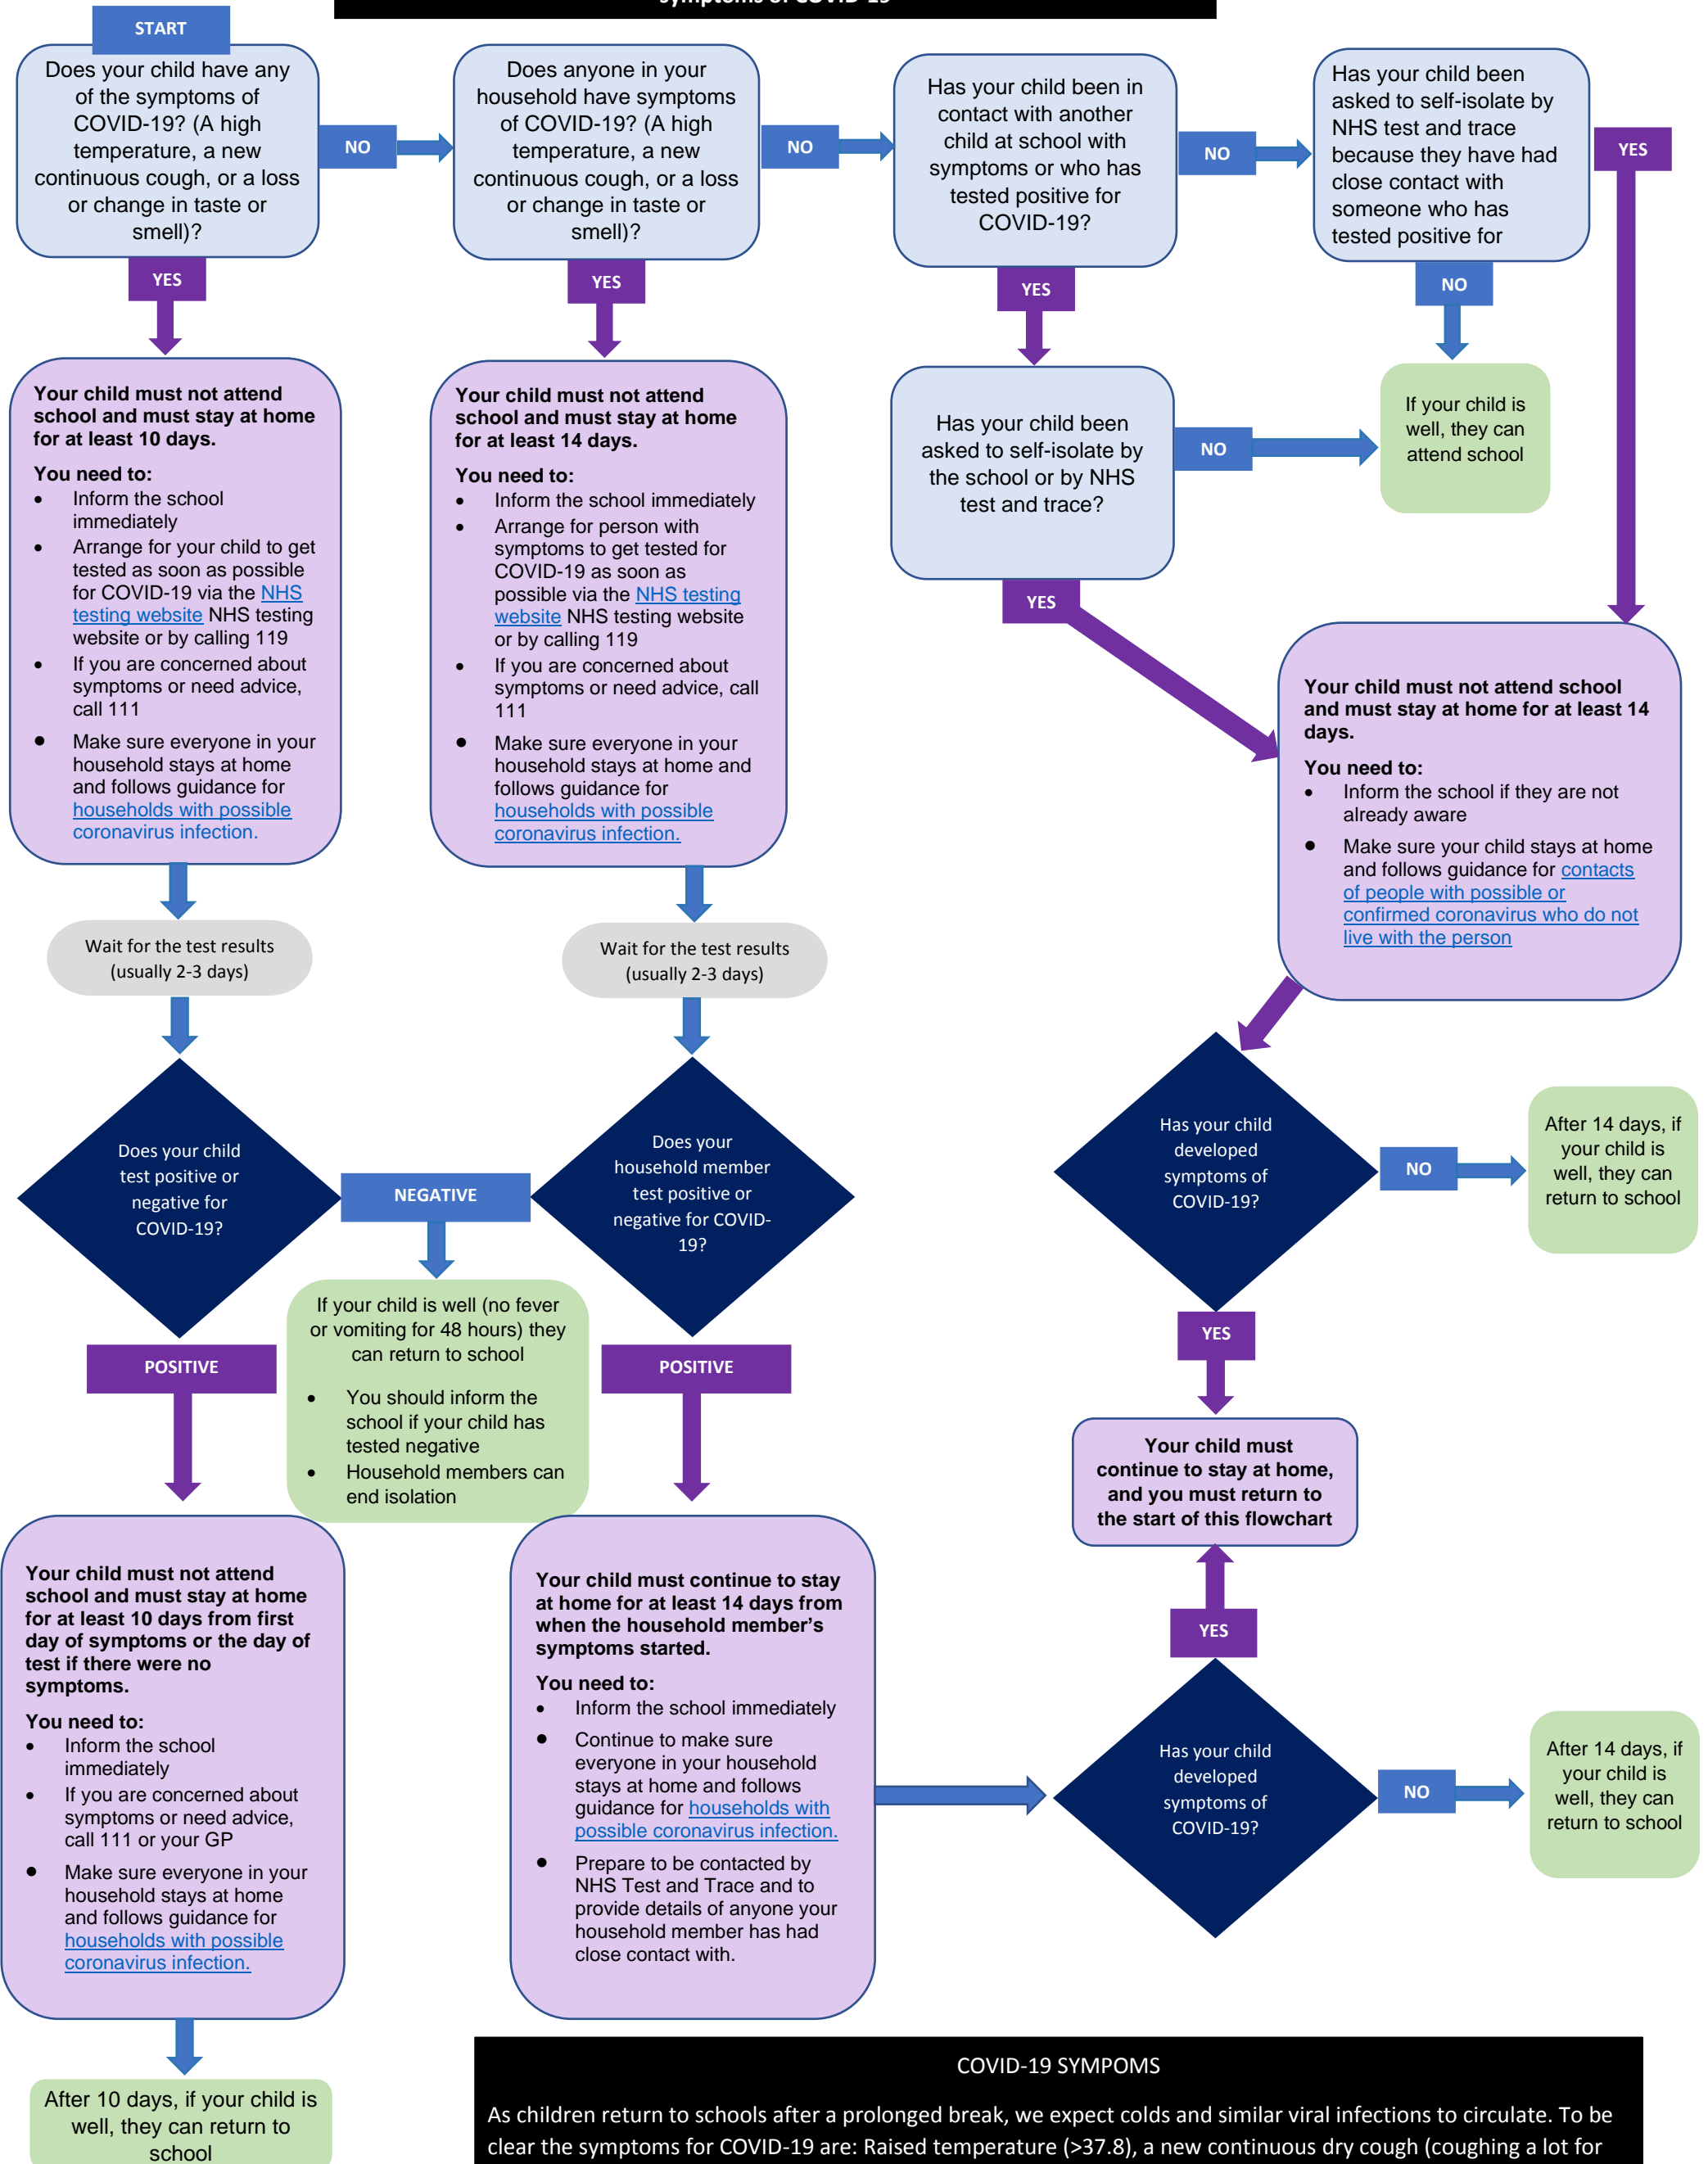 symptoms of COVID-19
START
Does your child have any
of the symptoms of
COVID-19? (A high
temperature, a new
continuous cough, or a loss
or change in taste or
smell)?
NO
Does anyone in your
household have symptoms
of COVID-19? (A high
temperature, a new
continuous cough, or a loss
or change in taste or
smell)?
NO
Has your child been in
contact with another
child at school with
symptoms or who has
tested positive for
COVID-19?
NO
Has your child been
asked to self-isolate by
NHS test and trace
because they have had
close contact with
someone who has
tested positive for
YES
YES
YES
YES
NO
Your child must not attend
school and must stay at home
for at least 10 days.
You need to:
• Inform the school
immediately
• Arrange for your child to get
tested as soon as possible
for COVID-19 via the NHS
testing website NHS testing
website or by calling 119
• If you are concerned about
symptoms or need advice,
call 111
• Make sure everyone in your
household stays at home
and follows guidance for
households with possible
coronavirus infection.
Your child must not attend
school and must stay at home
for at least 14 days.
You need to:
• Inform the school immediately
• Arrange for person with
symptoms to get tested for
COVID-19 as soon as
possible via the NHS testing
website NHS testing website
or by calling 119
• If you are concerned about
symptoms or need advice, call
111
• Make sure everyone in your
household stays at home and
follows guidance for
households with possible
coronavirus infection.
Has your child been
asked to self-isolate by
the school or by NHS
test and trace?
NO
If your child is
well, they can
attend school
YES
Your child must not attend school
and must stay at home for at least 14
days.
You need to:
• Inform the school if they are not
already aware
• Make sure your child stays at home
and follows guidance for contacts
of people with possible or
confirmed coronavirus who do not
live with the person
Wait for the test results
(usually 2-3 days)
Wait for the test results
(usually 2-3 days)
Does your child
test positive or
negative for
COVID-19?
NEGATIVE
Does your
household member
test positive or
negative for COVID-
19?
Has your child
developed
symptoms of
COVID-19?
NO
After 14 days, if
your child is
well, they can
return to school
If your child is well (no fever
or vomiting for 48 hours) they
can return to school
• You should inform the
school if your child has
tested negative
• Household members can
end isolation
POSITIVE
POSITIVE
YES
Your child must
continue to stay at home,
and you must return to
the start of this flowchart
YES
Your child must not attend
school and must stay at home
for at least 10 days from first
day of symptoms or the day of
test if there were no
symptoms.
You need to:
• Inform the school
immediately
• If you are concerned about
symptoms or need advice,
call 111 or your GP
• Make sure everyone in your
household stays at home
and follows guidance for
households with possible
coronavirus infection.
Your child must continue to stay
at home for at least 14 days from
when the household member's
symptoms started.
You need to:
• Inform the school immediately
• Continue to make sure
everyone in your household
stays at home and follows
guidance for households with
possible coronavirus infection.
• Prepare to be contacted by
NHS Test and Trace and to
provide details of anyone your
household member has had
close contact with.
Has your child
developed
symptoms of
COVID-19?
NO
After 14 days, if
your child is
well, they can
return to school
After 10 days, if your child is
well, they can return to
school
COVID-19 SYMPOMS
As children return to schools after a prolonged break, we expect colds and similar viral infections to circulate. To be
clear the symptoms for COVID-19 are: Raised temperature (>37.8), a new continuous dry cough (coughing a lot for